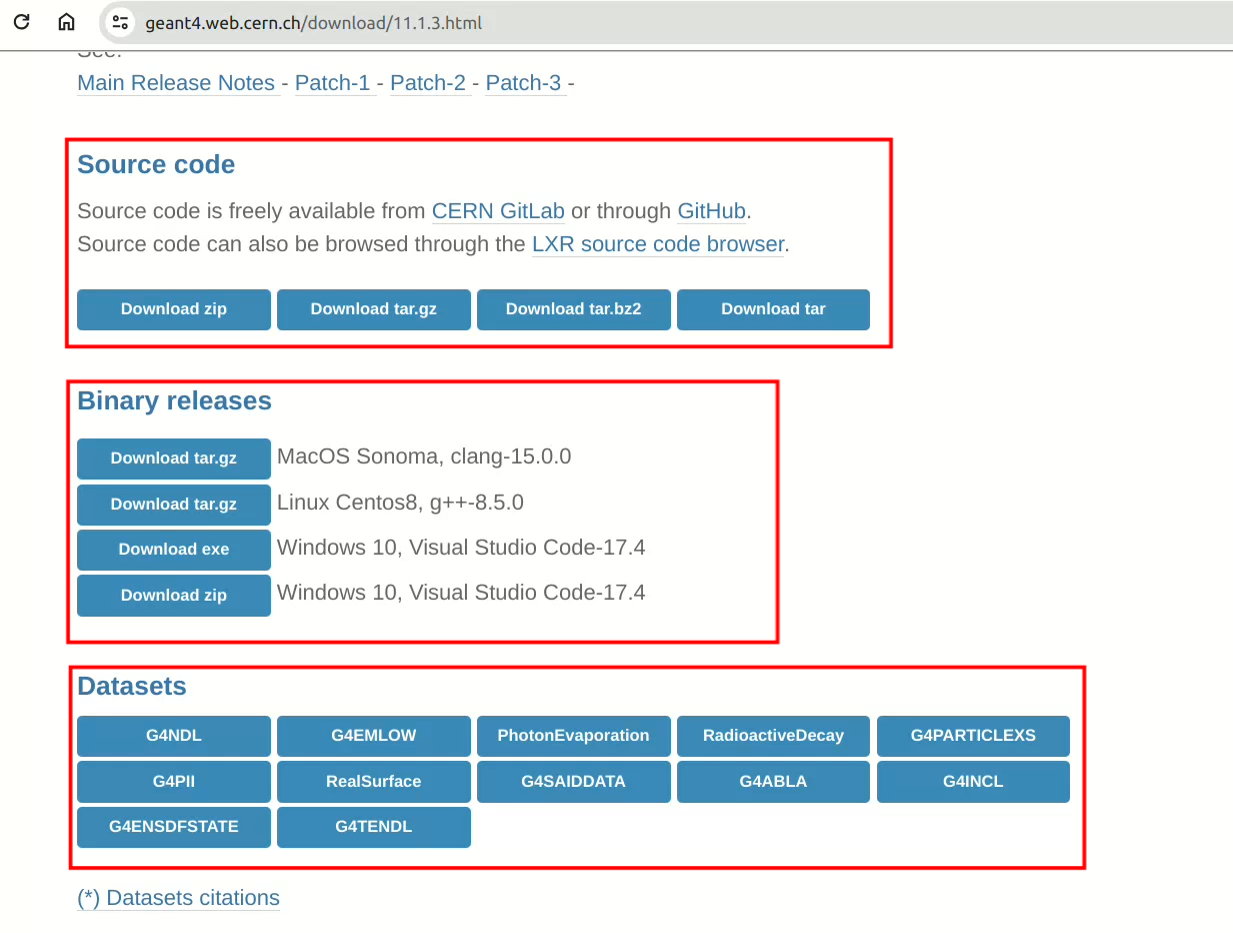 geant4.web.cern.ch/download/11.1.3.html
See:
Main Release Notes - Patch-1 - Patch-2 - Patch-3 -
Source code
Source code is freely available from CERN GitLab or through GitHub.
Source code can also be browsed through the LXR source code browser.
Download zip Download tar.gz Download tar.bz2 Download tar
Binary releases
Download tar.gz MacOS Sonoma, clang-15.0.0
Download tar.gz Linux Centos8, g++-8.5.0
Download exe Windows 10, Visual Studio Code-17.4
Download zip Windows 10, Visual Studio Code-17.4
Datasets
G4NDL G4EMLOW PhotonEvaporation RadioactiveDecay G4PARTICLEXS
G4PII RealSurface G4SAIDDATA G4ABLA G4INCL
G4ENSDFSTATE G4TENDL
(*) Datasets citations